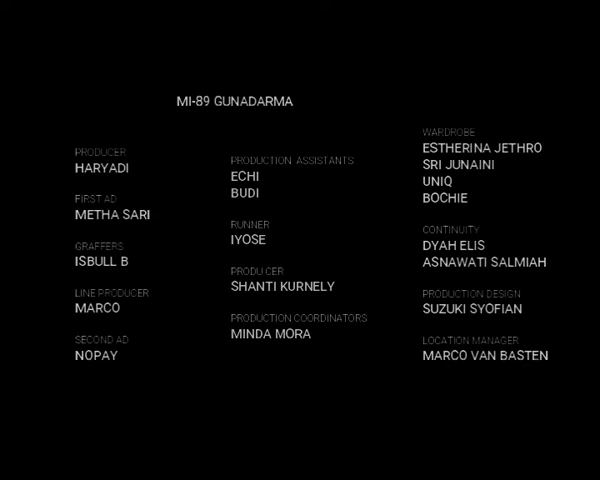 MI-89 GUNADARMA
PRODUCER
HARYADI
FIRST AD
METHA SARI
GRAFFERS
ISBULL B
LINE PRODUCER
MARCO
SECOND AD
NOPAY
PRODUCTION ASSISTANTS
ECHI
BUDI
RUNNER
IYOSE
PRODUCER
SHANTI KURNELY
PRODUCTION COORDINATORS
MINDA MORA
WARDROBE
ESTHERINA JETHRO
SRI JUNAINI
UNIQ
BOCHIE
CONTINUITY
DYAH ELIS
ASNAWATI SALMIAH
PRODUCTION DESIGN
SUZUKI SYOFIAN
LOCATION MANAGER
MARCO VAN BASTEN